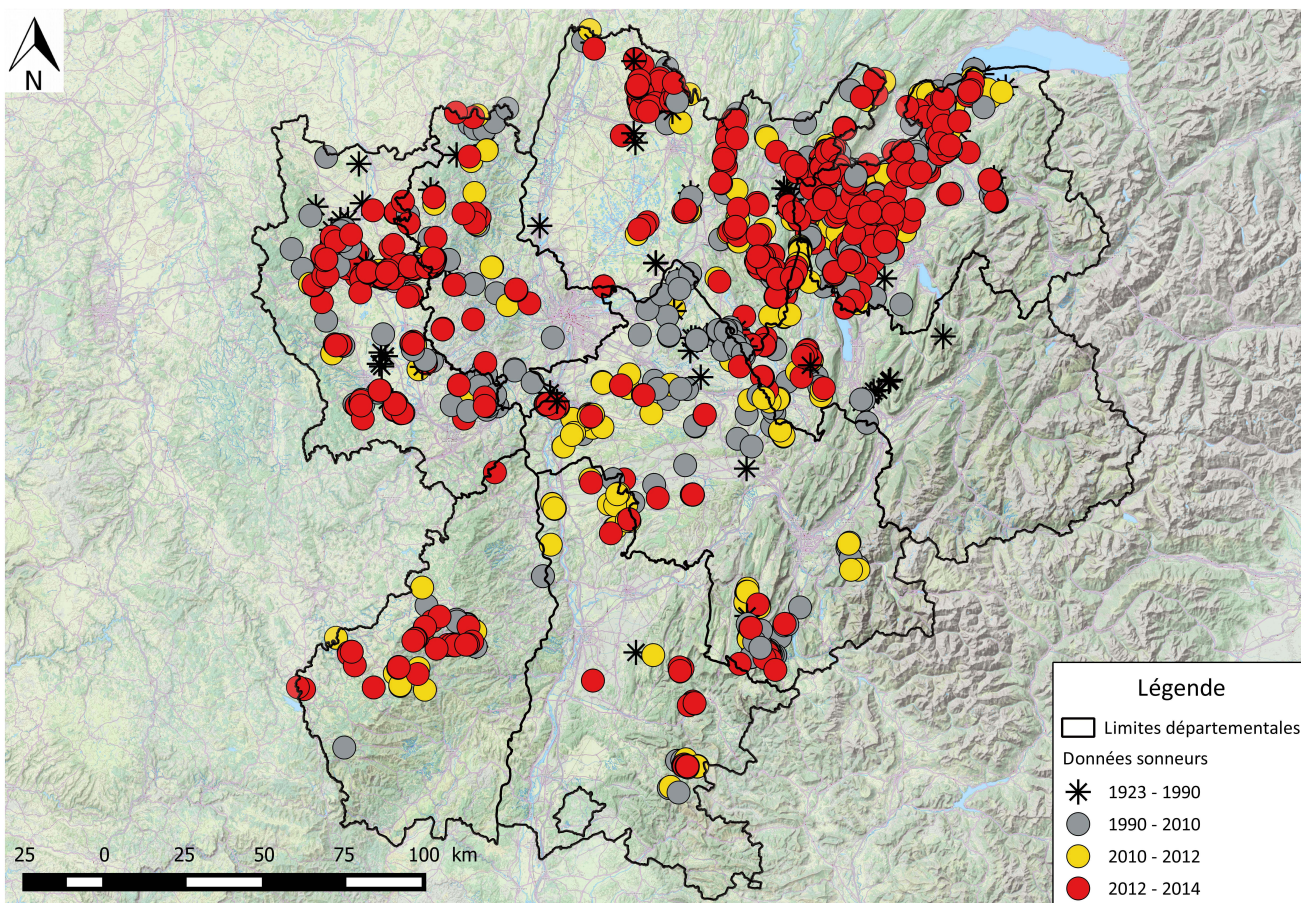 N
Légende
Limites départementales
Données sonneurs
1923 - 1990
1990 - 2010
2010 - 2012
2012 - 2014
25 0 25 50 75 100 km